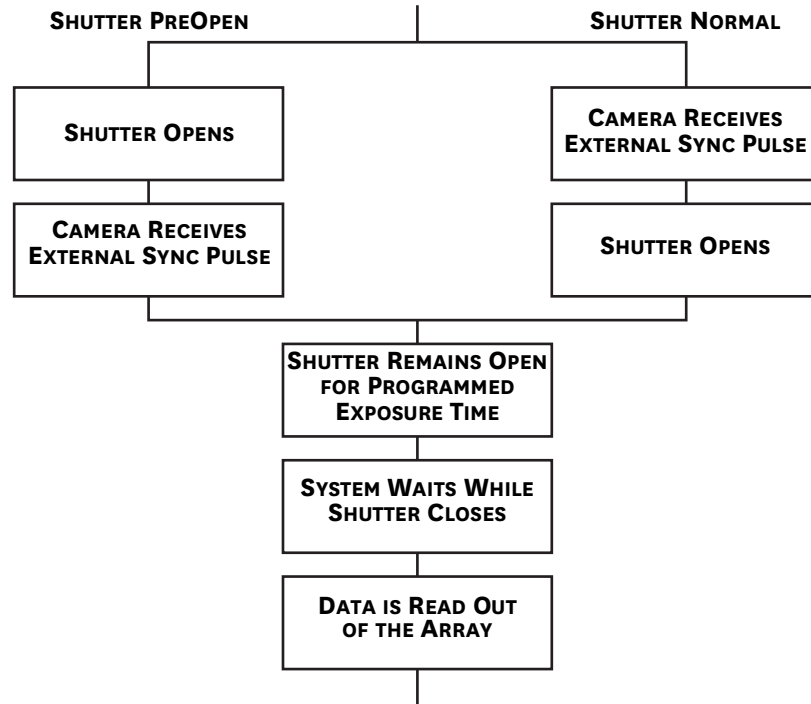 SHUTTER PREOPEN
SHUTTER NORMAL
SHUTTER OPENS
CAMERA RECEIVES
EXTERNAL SYNC PULSE
CAMERA RECEIVES
EXTERNAL SYNC PULSE
SHUTTER OPENS
SHUTTER REMAINS OPEN
FOR PROGRAMMED
EXPOSURE TIME
SYSTEM WAITS WHILE
SHUTTER CLOSES
DATA IS READ OUT
OF THE ARRAY